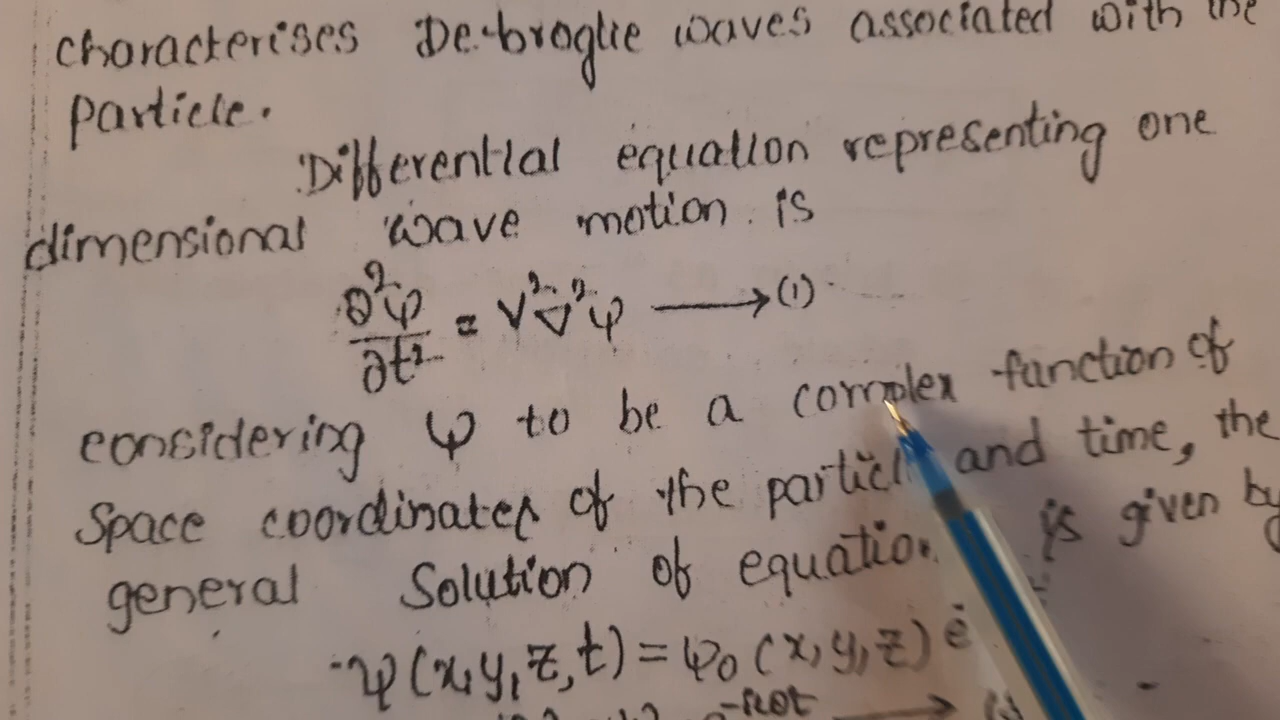 characterises De-broglie waves associated with the
particle.
Differential equation representing one
dimensional wave motion is
∂²ψ/∂t² = V²∇²ψ ⟶ (1)
considering ψ to be a complex function of
space coordinates of the particl and time, the
general solution of equation is given by
ψ(x,y,z,t) = ψ₀(x,y,z) e